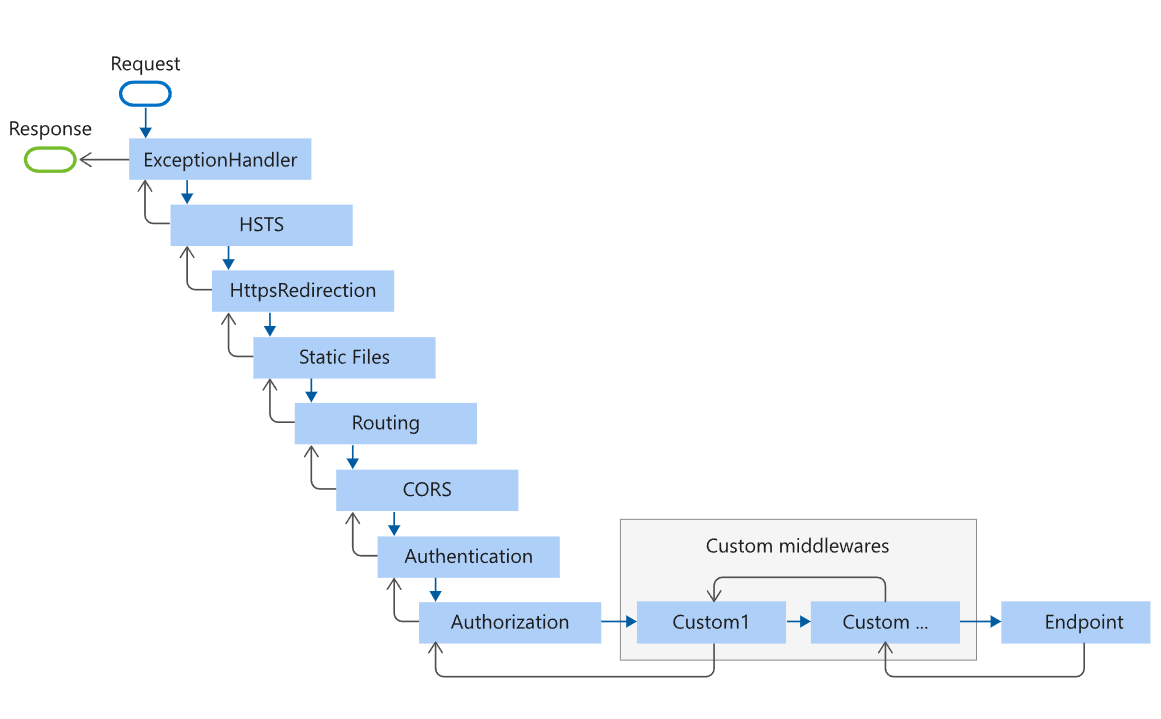 Request
Response
ExceptionHandler
HSTS
HttpsRedirection
Static Files
Routing
CORS
Authentication
Custom middlewares
Authorization
Custom1
Custom ...
Endpoint